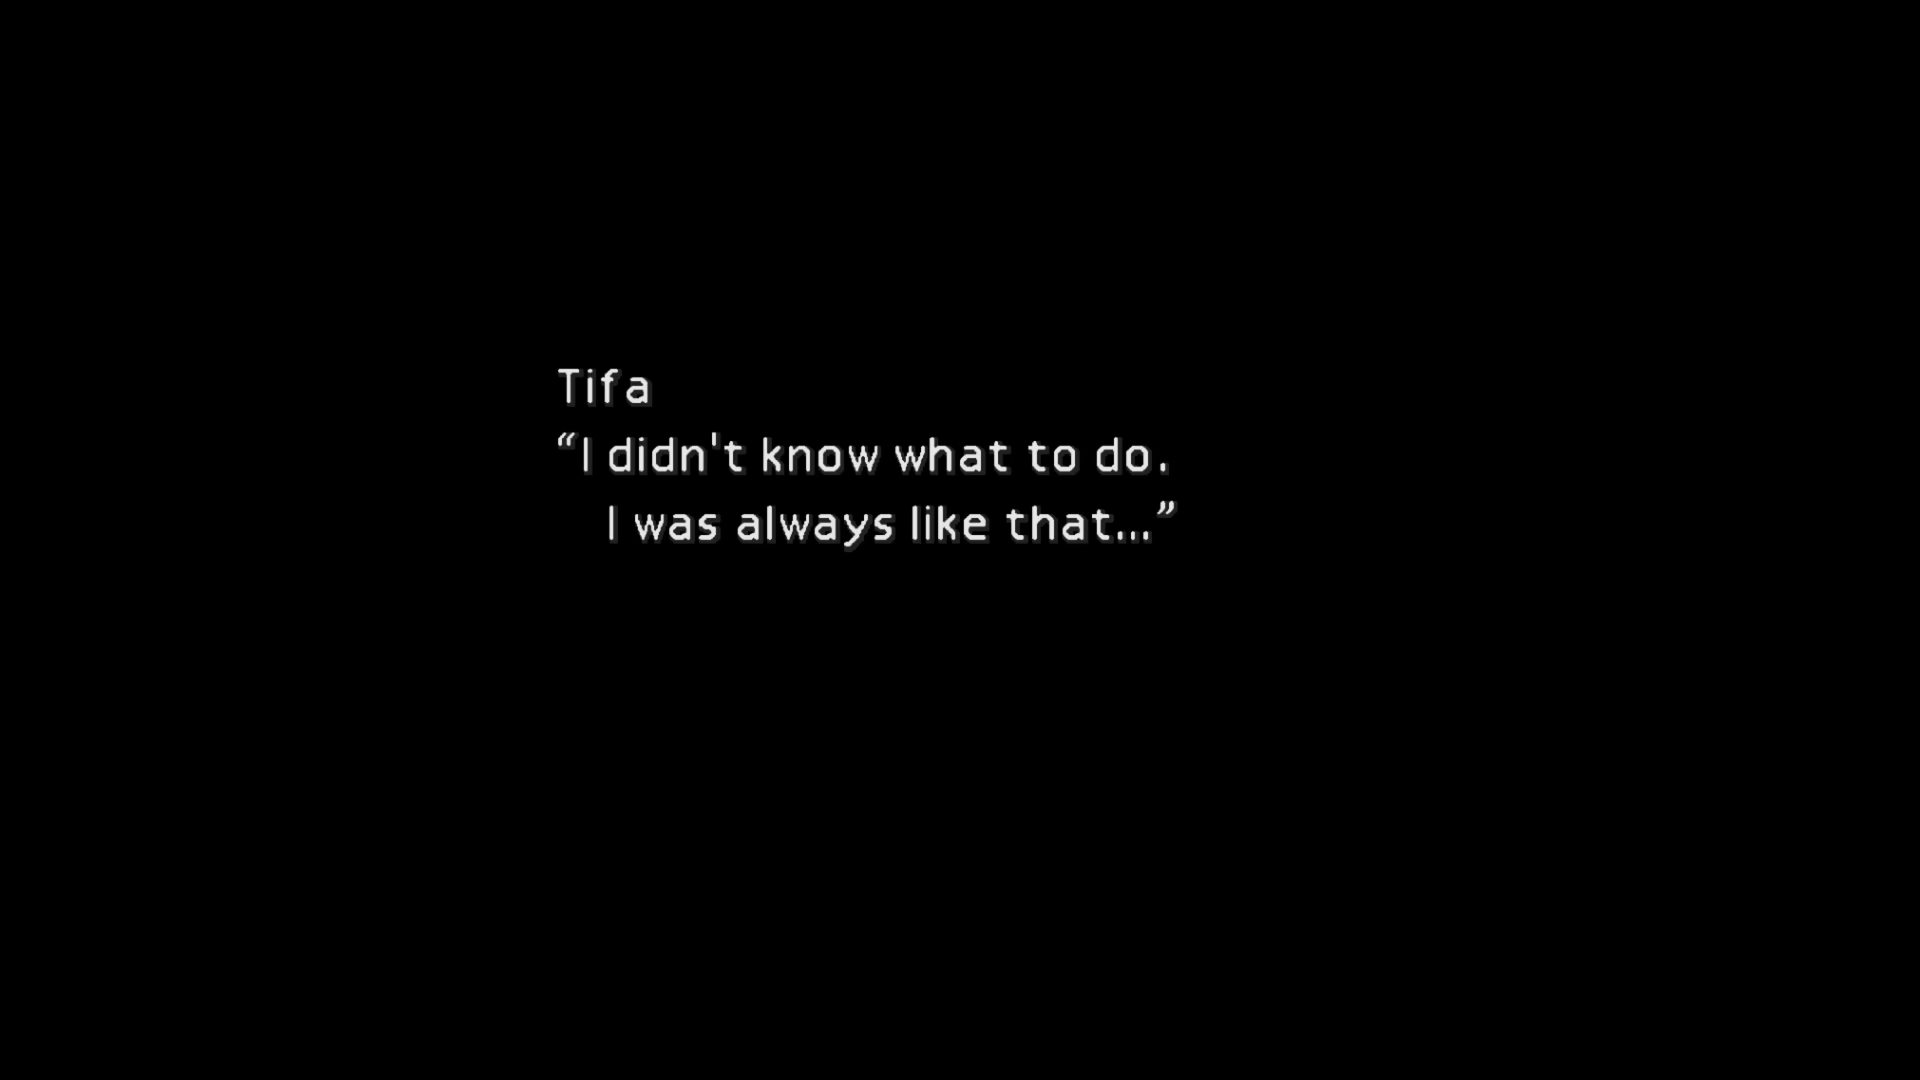 Tifa
“I didn't know what to do.
I was always like that...”